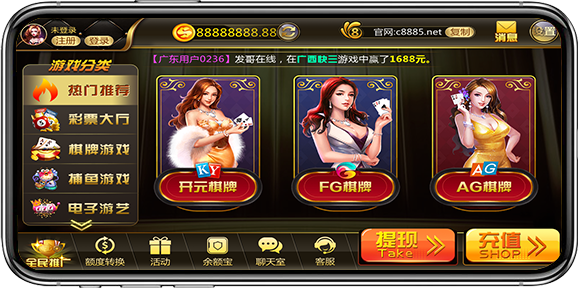 未登录
注册 登录
88888888.88
官网:c8885.net 复制
消息
设置
【广东用户0236】发哥在线，在广西快三游戏中赢了1688元。
游戏分类
热门推荐
彩票大厅
棋牌游戏
捕鱼游戏
电子游艺
KY
开元棋牌
FG棋牌
AG
AG棋牌
全民推广
额度转换
活动
余额宝
聊天室
客服
提现
Take
充值
SHOP